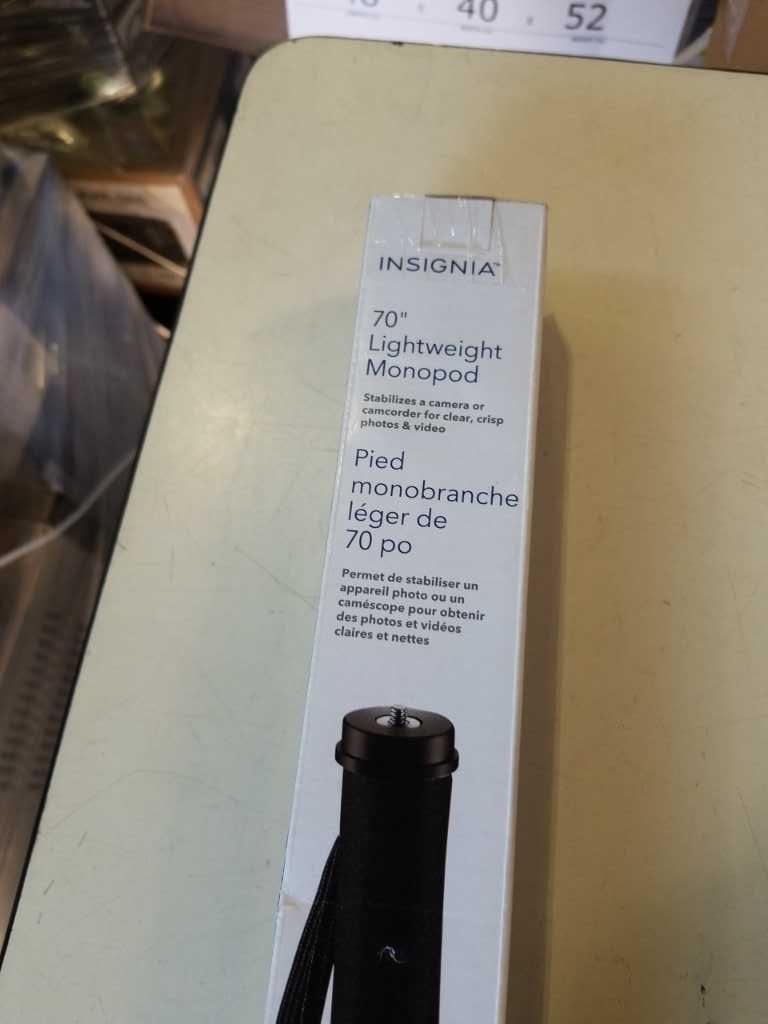 40
52
INSIGNIA™
70"
Lightweight
Monopod
Stabilizes a camera or
camcorder for clear, crisp
photos & video
Pied
monobranche
léger de
70 po
Permet de stabiliser un
appareil photo ou un
caméscope pour obtenir
des photos et vidéos
claires et nettes